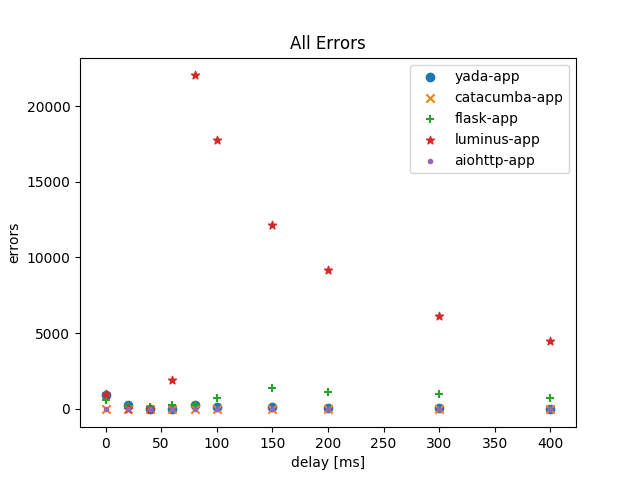 All Errors
yada-app
catacumba-app
flask-app
luminus-app
aiohttp-app
errors
20000
15000
10000
5000
0
0 50 100 150 200 250 300 350 400
delay [ms]